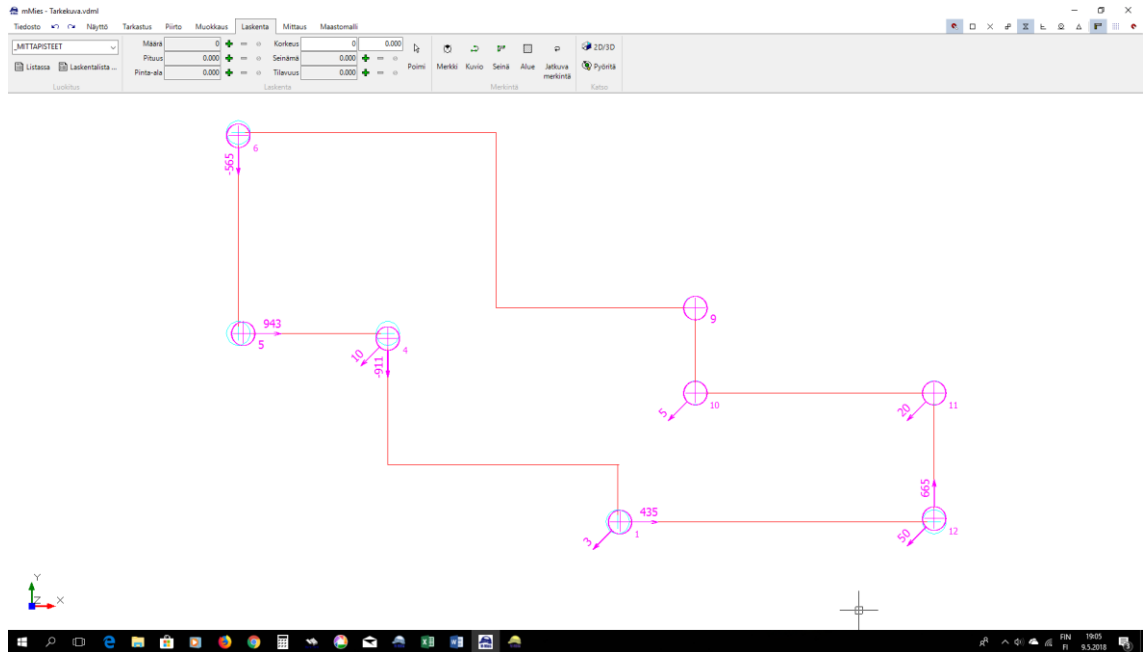 mMies - Tarkekuva.vdml
Tiedosto Näyttö Tarkastus Piirto Muokkaus Laskenta Mittaus Maastomalli
_MITTAPISTEET
Määrä 0 Korkeus 0 0.000
Pituus 0.000 Seinämä 0.000
Pinta-ala 0.000 Tilavuus 0.000
Listassa Laskentalista ...
Poimi
Merkki Kuvio Seinä Alue Jatkuva merkintä
2D/3D
Pyöritä
Luokitus Laskenta Merkintä Katso
6
-565
9
943
5
4
10
-911
5
10
20
11
665
435
3
1
50
12
Y
Z X
FIN 19:05
FI 9.5.2018